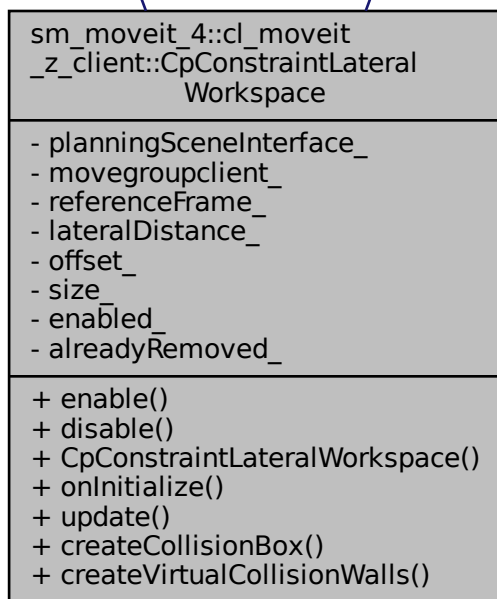 sm_moveit_4::cl_moveit
_z_client::CpConstraintLateral
Workspace
- planningSceneInterface_
- movegroupclient_
- referenceFrame_
- lateralDistance_
- offset_
- size_
- enabled_
- alreadyRemoved_
+ enable()
+ disable()
+ CpConstraintLateralWorkspace()
+ onInitialize()
+ update()
+ createCollisionBox()
+ createVirtualCollisionWalls()